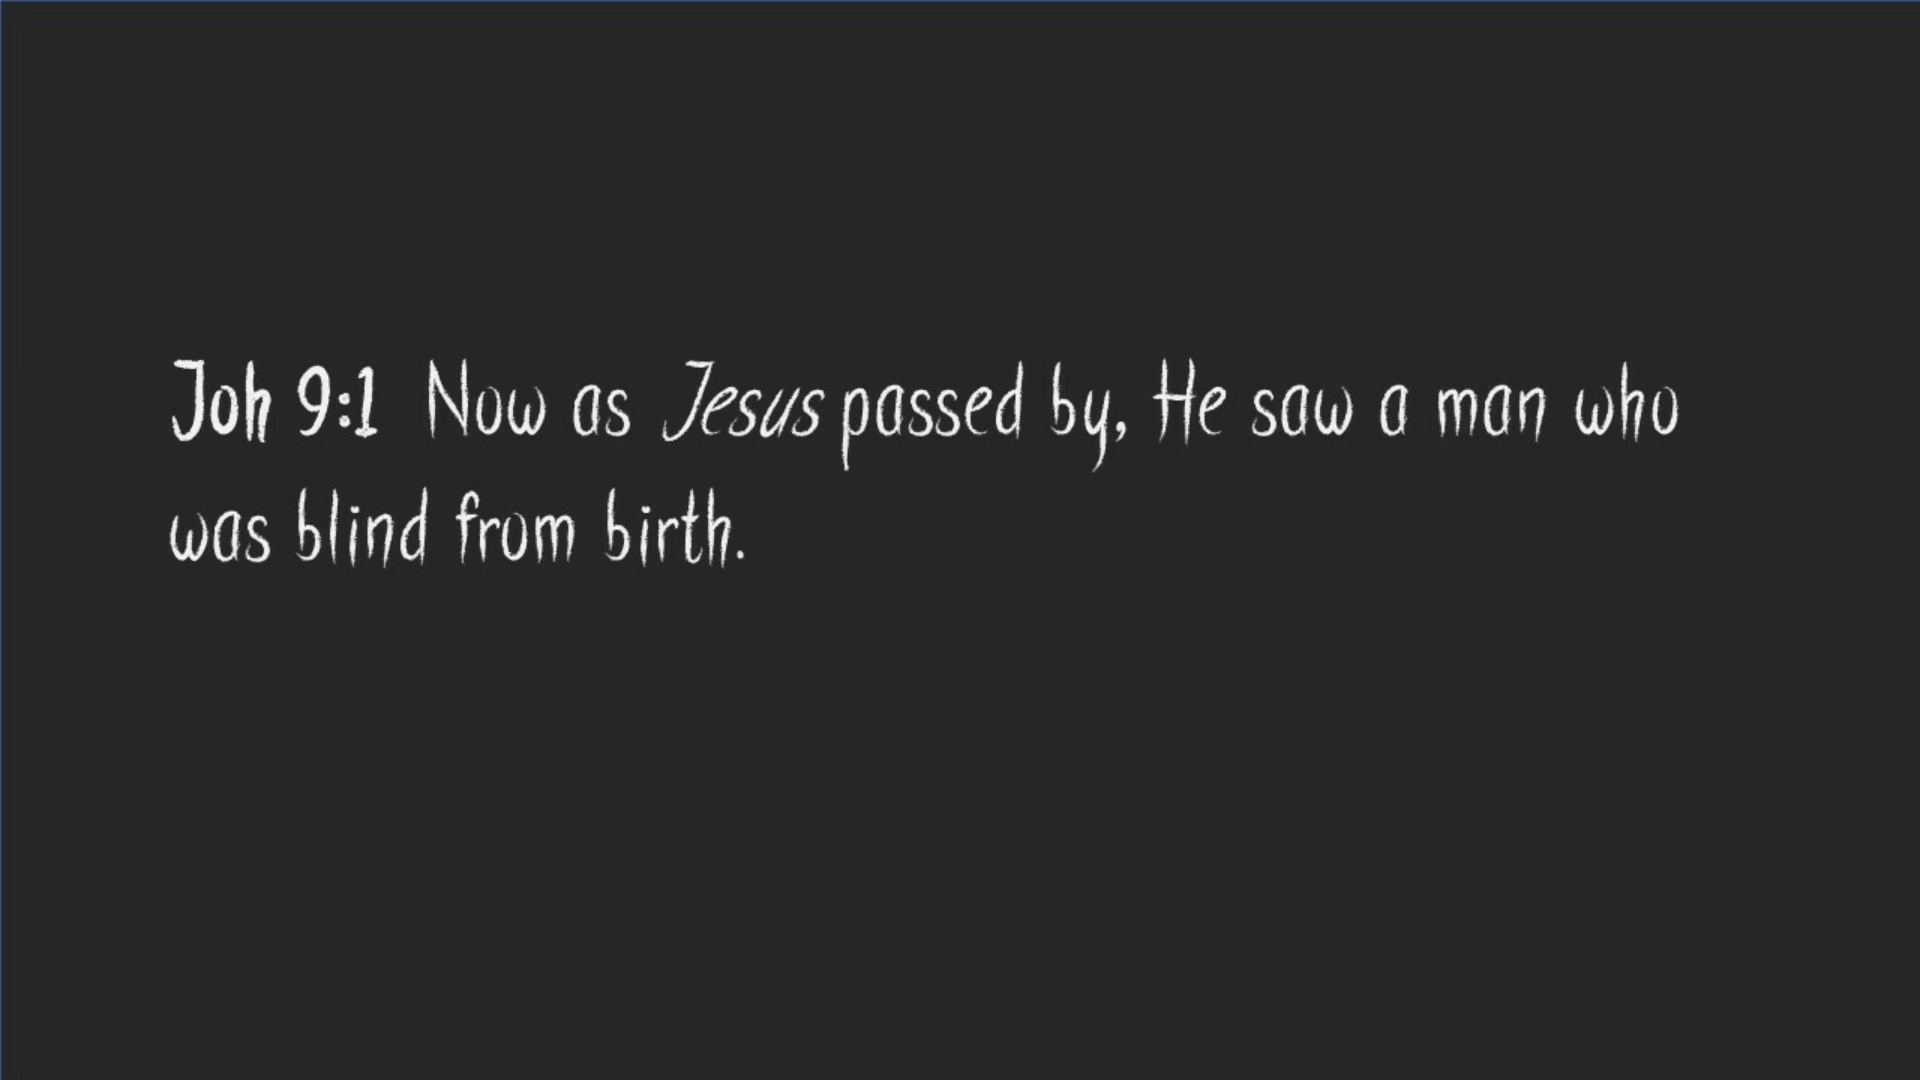 Joh 9:1 Now as Jesus passed by, He saw a man who
was blind from birth.